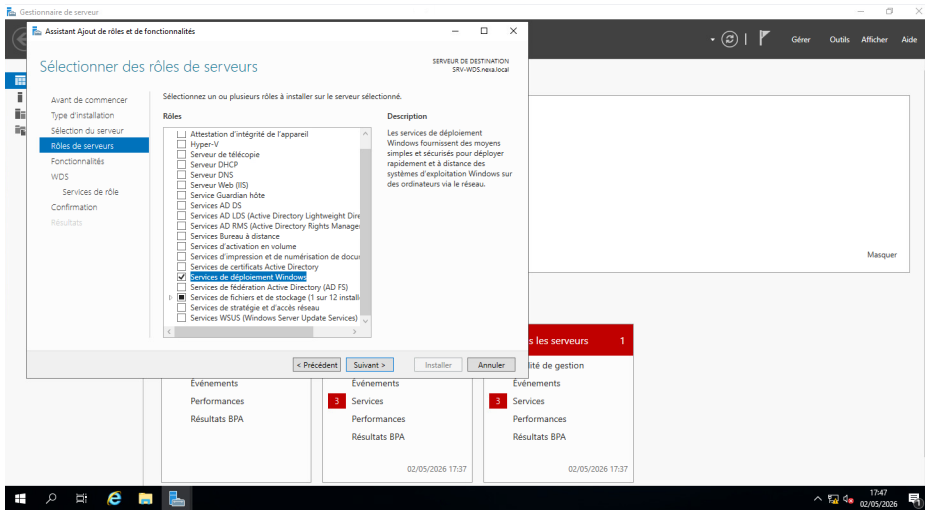 Gestionnaire de serveur
Assistant Ajout de rôles et de fonctionnalités
Gérer
Outils
Afficher
Aide
Sélectionner des rôles de serveurs
SERVEUR DE DESTINATION
SRV-WDS.nexa.local
Avant de commencer
Type d'installation
Sélection du serveur
Rôles de serveurs
Fonctionnalités
WDS
Services de rôle
Confirmation
Résultats
Sélectionnez un ou plusieurs rôles à installer sur le serveur sélectionné.
Rôles
Attestation d'intégrité de l'appareil
Hyper-V
Serveur de télécopie
Serveur DHCP
Serveur DNS
Serveur Web (IIS)
Service Guardian hôte
Services AD DS
Services AD LDS (Active Directory Lightweight Dire
Services AD RMS (Active Directory Rights Manage
Services Bureau à distance
Services d'activation en volume
Services d'impression et de numérisation de docu
Services de certificats Active Directory
Services de déploiement Windows
Services de fédération Active Directory (AD FS)
Services de fichiers et de stockage (1 sur 12 install
Services de stratégie et d'accès réseau
Services WSUS (Windows Server Update Services)
Description
Les services de déploiement
Windows fournissent des moyens
simples et sécurisés pour déployer
rapidement et à distance des
systèmes d'exploitation Windows sur
des ordinateurs via le réseau.
< Précédent
Suivant >
Installer
Annuler
Masquer
s les serveurs 1
lité de gestion
Événements
Performances
Résultats BPA
Événements
3 Services
Performances
Résultats BPA
02/05/2026 17:37
Événements
3 Services
Performances
Résultats BPA
02/05/2026 17:37
17:47
02/05/2026
1